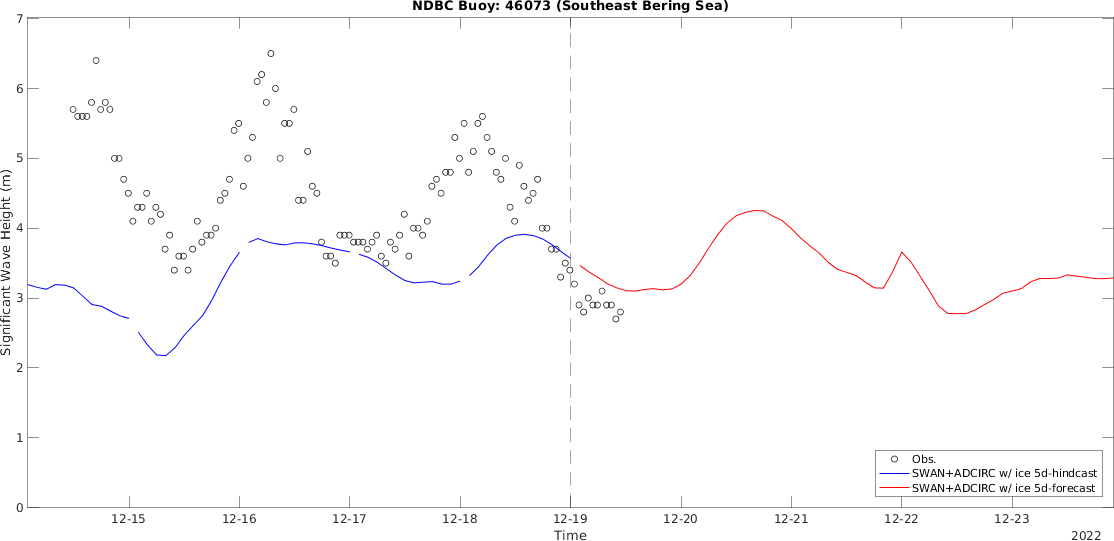 NDBC Buoy: 46073 (Southeast Bering Sea)
Significant Wave Height (m)
7
6
5
4
3
2
1
0
Obs.
SWAN+ADCIRC w/ ice 5d-hindcast
SWAN+ADCIRC w/ ice 5d-forecast
12-15 12-16 12-17 12-18 12-19 12-20 12-21 12-22 12-23
Time
2022